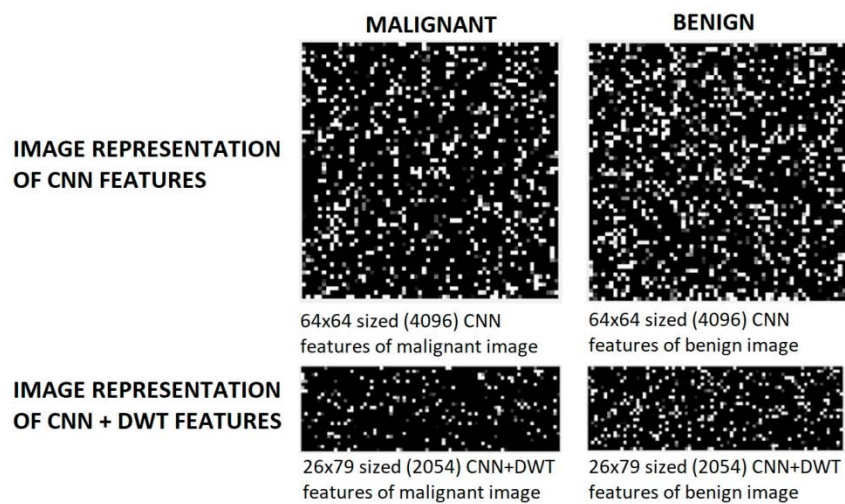 MALIGNANT
BENIGN
IMAGE REPRESENTATION
OF CNN FEATURES
64x64 sized (4096) CNN
features of malignant image
64x64 sized (4096) CNN
features of benign image
IMAGE REPRESENTATION
OF CNN + DWT FEATURES
26x79 sized (2054) CNN+DWT
features of malignant image
26x79 sized (2054) CNN+DWT
features of benign image